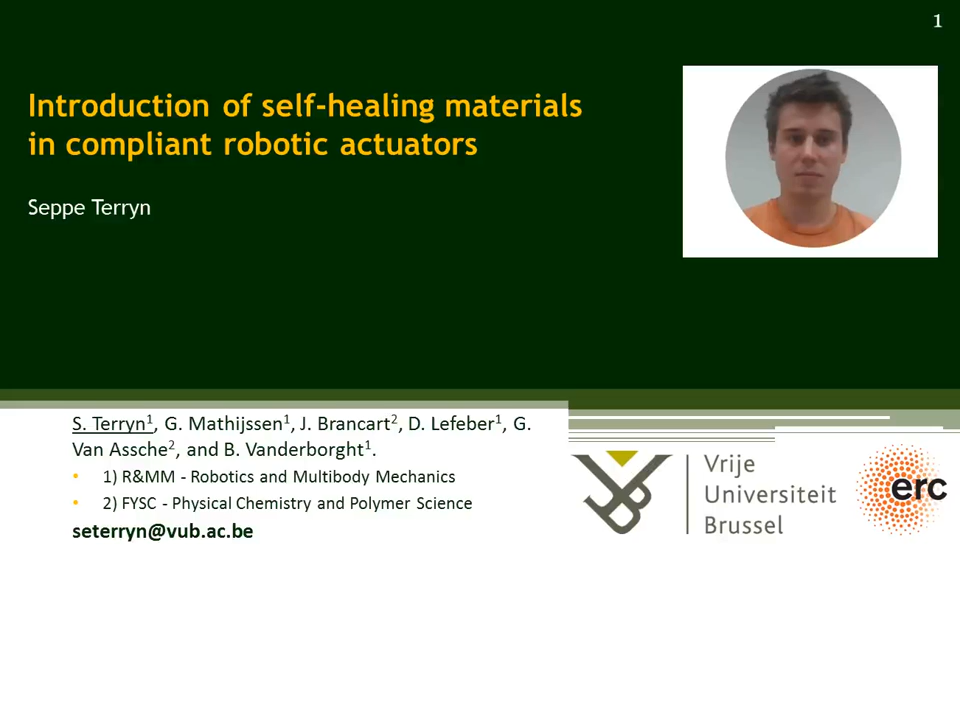 1
Introduction of self-healing materials
in compliant robotic actuators
Seppe Terryn
S. Terryn¹, G. Mathijssen¹, J. Brancart², D. Lefeber¹, G.
Van Assche², and B. Vanderborght¹.
• 1) R&MM - Robotics and Multibody Mechanics
• 2) FYSC - Physical Chemistry and Polymer Science
seterryn@vub.ac.be
Vrije
Universiteit
Brussel
erc